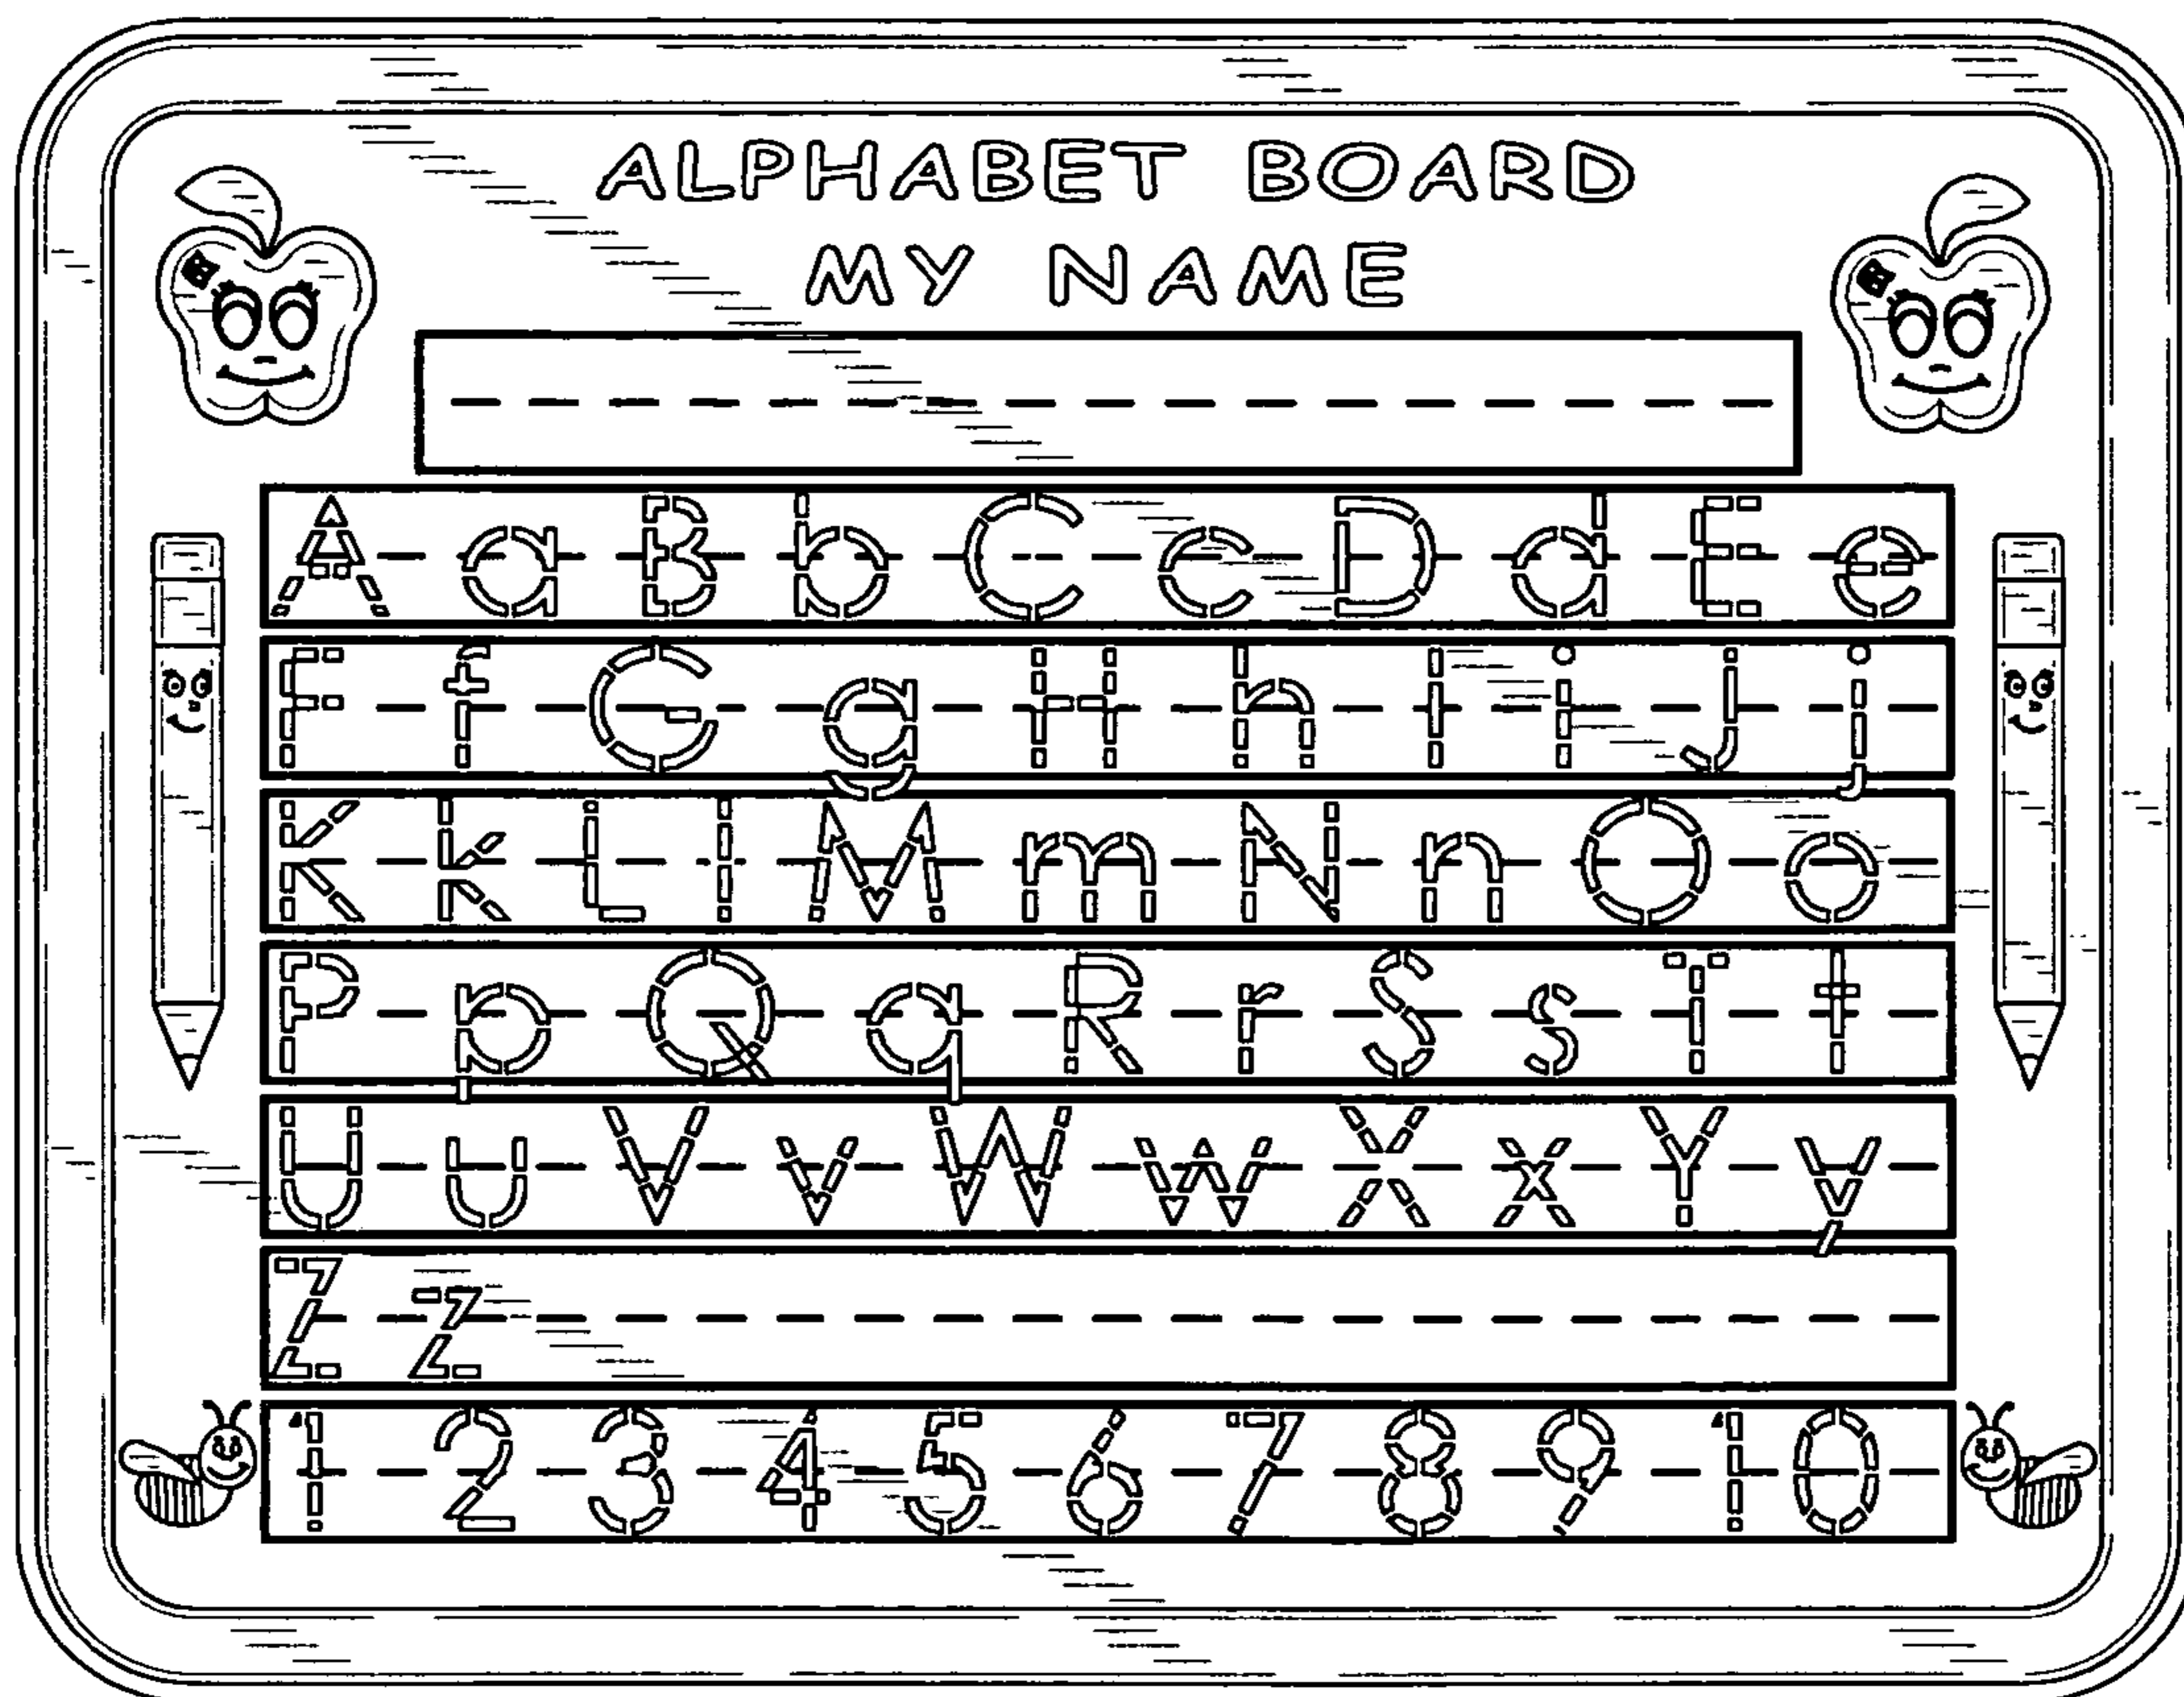 ALPHABET BOARD
MY NAME
A a B b C c D d E e
F f G g H h I i J j
K k L l M m N n O o
P p Q q R r S s T t
U u V v W w X x Y y
Z z
1 2 3 4 5 6 7 8 9 10